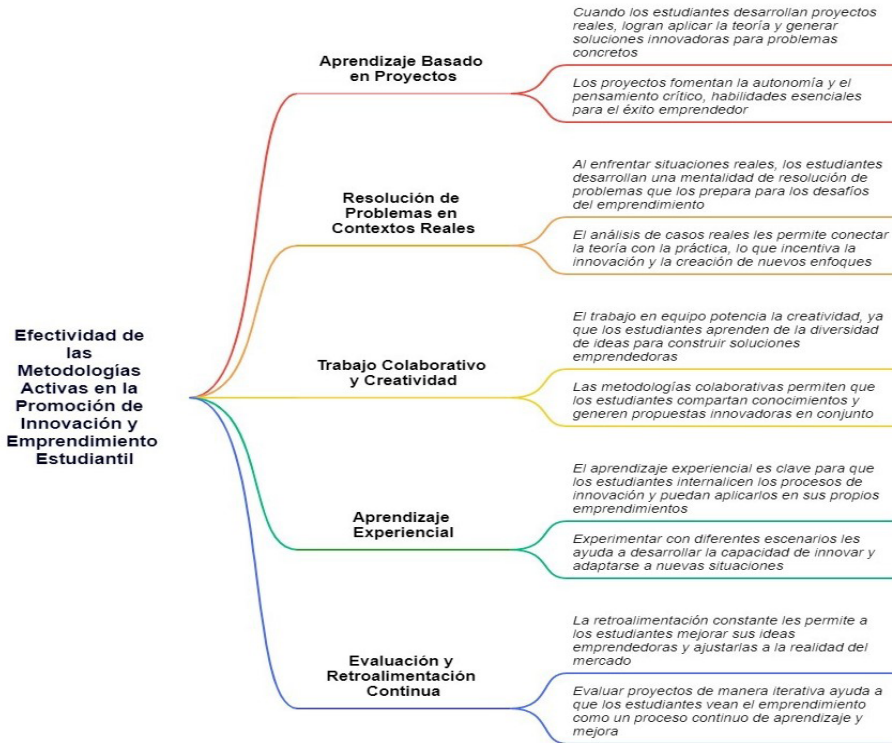 Efectividad de
las
Metodologías
Activas en la
Promoción de
Innovación y
Emprendimiento
Estudiantil
Aprendizaje Basado
en Proyectos
Cuando los estudiantes desarrollan proyectos
reales, logran aplicar la teoría y generar
soluciones innovadoras para problemas
concretos
Los proyectos fomentan la autonomía y el
pensamiento crítico, habilidades esenciales
para el éxito emprendedor
Resolución de
Problemas en
Contextos Reales
Al enfrentar situaciones reales, los estudiantes
desarrollan una mentalidad de resolución de
problemas que los prepara para los desafíos
del emprendimiento
El análisis de casos reales les permite conectar
la teoría con la práctica, lo que incentiva la
innovación y la creación de nuevos enfoques
Trabajo Colaborativo
y Creatividad
El trabajo en equipo potencia la creatividad, ya
que los estudiantes aprenden de la diversidad
de ideas para construir soluciones
emprendedoras
Las metodologías colaborativas permiten que
los estudiantes compartan conocimientos y
generen propuestas innovadoras en conjunto
Aprendizaje
Experiencial
El aprendizaje experiencial es clave para que
los estudiantes internalicen los procesos de
innovación y puedan aplicarlos en sus propios
emprendimientos
Experimentar con diferentes escenarios les
ayuda a desarrollar la capacidad de innovar y
adaptarse a nuevas situaciones
Evaluación y
Retroalimentación
Continua
La retroalimentación constante les permite a
los estudiantes mejorar sus ideas
emprendedoras y ajustarlas a la realidad del
mercado
Evaluar proyectos de manera iterativa ayuda a
que los estudiantes vean el emprendimiento
como un proceso continuo de aprendizaje y
mejora